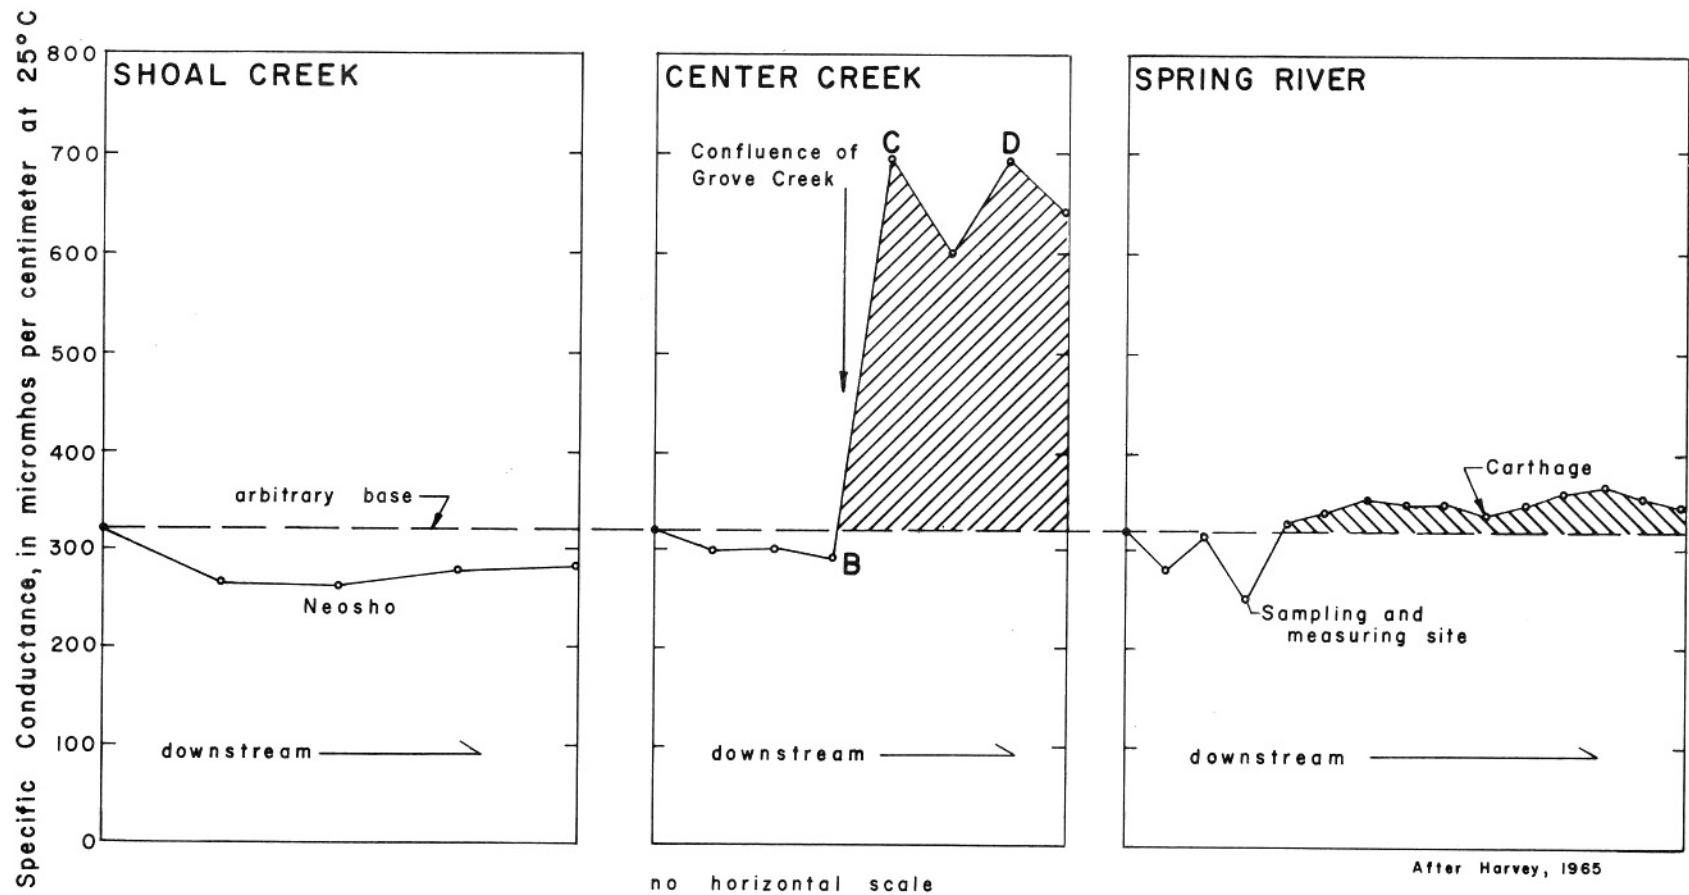 Specific Conductance, in micromhos per centimeter at 25°C
800
700
600
500
400
300
200
100
0
SHOAL CREEK
arbitrary base
Neosho
downstream
CENTER CREEK
Confluence of
Grove Creek
C
D
B
downstream
no horizontal scale
SPRING RIVER
Carthage
Sampling and
measuring site
downstream
After Harvey, 1965